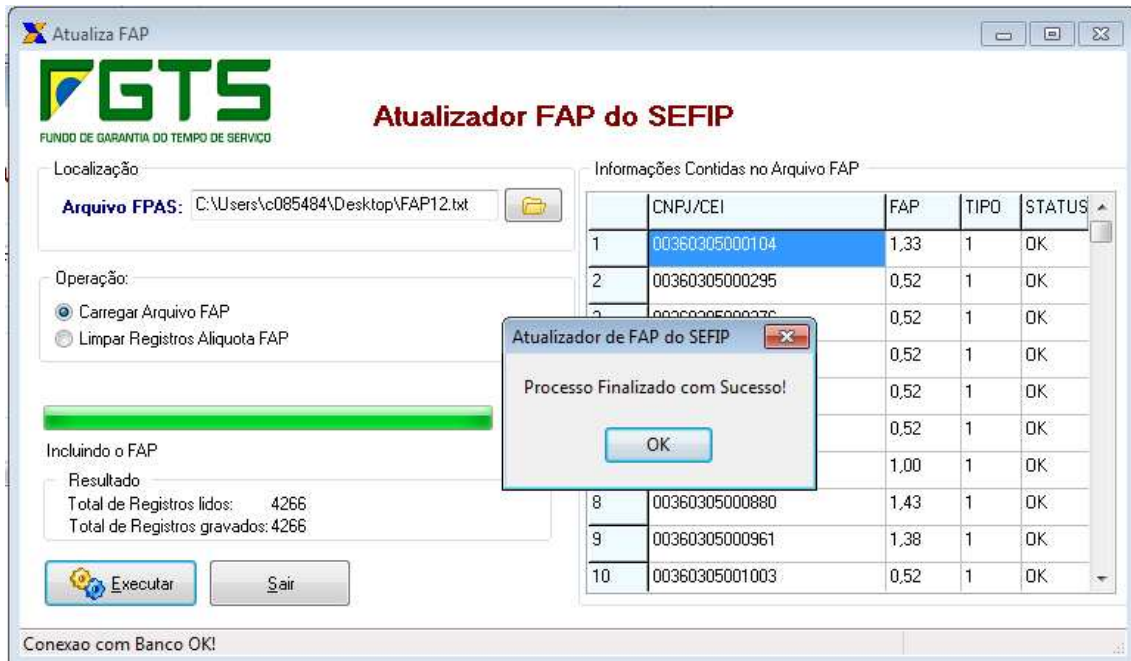 Atualiza FAP
FGTS
FUNDO DE GARANTIA DO TEMPO DE SERVIÇO
Atualizador FAP do SEFIP
Localização
Arquivo FPAS: C:\Users\c085484\Desktop\FAP12.txt
Operação:
Carregar Arquivo FAP
Limpar Registros Aliquota FAP
Incluindo o FAP
Resultado
Total de Registros lidos: 4266
Total de Registros gravados: 4266
Executar Sair
Informações Contidas no Arquivo FAP
CNPJ/CEI FAP TIPO STATUS
1 00360305000104 1,33 1 OK
2 00360305000295 0,52 1 OK
0,52 1 OK
0,52 1 OK
0,52 1 OK
0,52 1 OK
1,00 1 OK
8 00360305000880 1,43 1 OK
9 00360305000961 1,38 1 OK
10 00360305001003 0,52 1 OK
Atualizador de FAP do SEFIP
Processo Finalizado com Sucesso!
OK
Conexao com Banco OK!